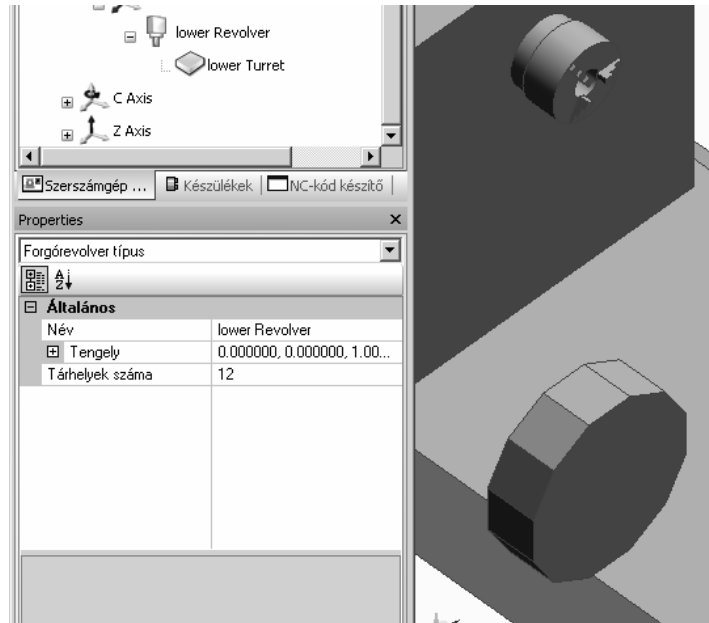 lower Revolver
lower Turret
C Axis
Z Axis
Szerszámgép ... Készülékek NC-kód készítő
Properties
Forgórevolver típus
Általános
Név lower Revolver
Tengely 0.000000, 0.000000, 1.00...
Tárhelyek száma 12